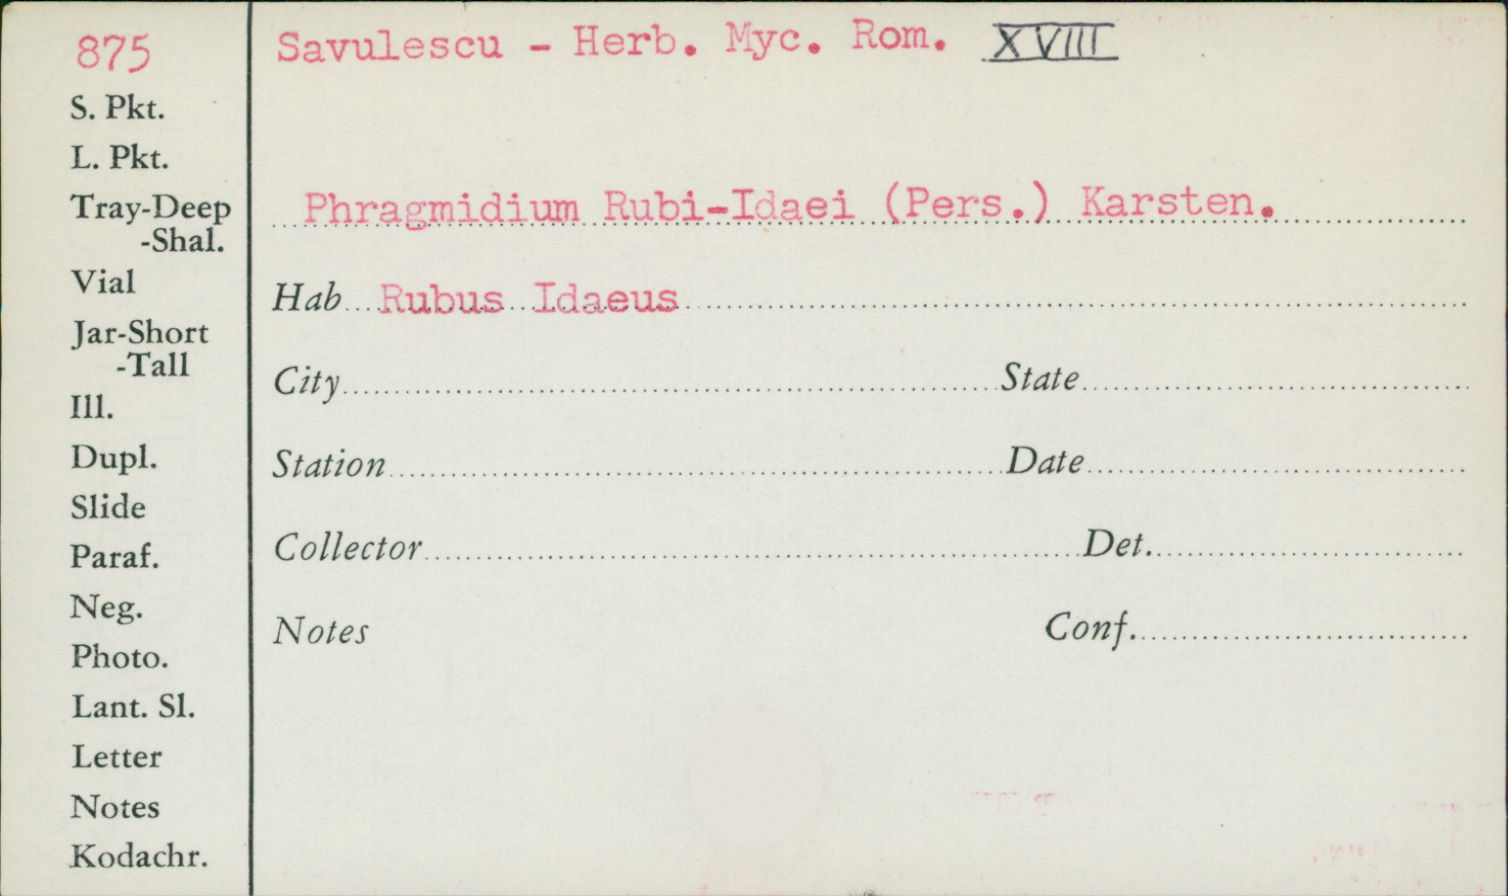 875
S. Pkt.
L. Pkt.
Tray-Deep
-Shal.
Vial
Jar-Short
-Tall
Ill.
Dupl.
Slide
Paraf.
Neg.
Photo.
Lant. Sl.
Letter
Notes
Kodachr.
Savulescu - Herb. Myc. Rom. XVIII
Phragmidium Rubi-Idaei (Pers.) Karsten.
Hab Rubus Idaeus
City State
Station Date
Collector Det.
Notes Conf.